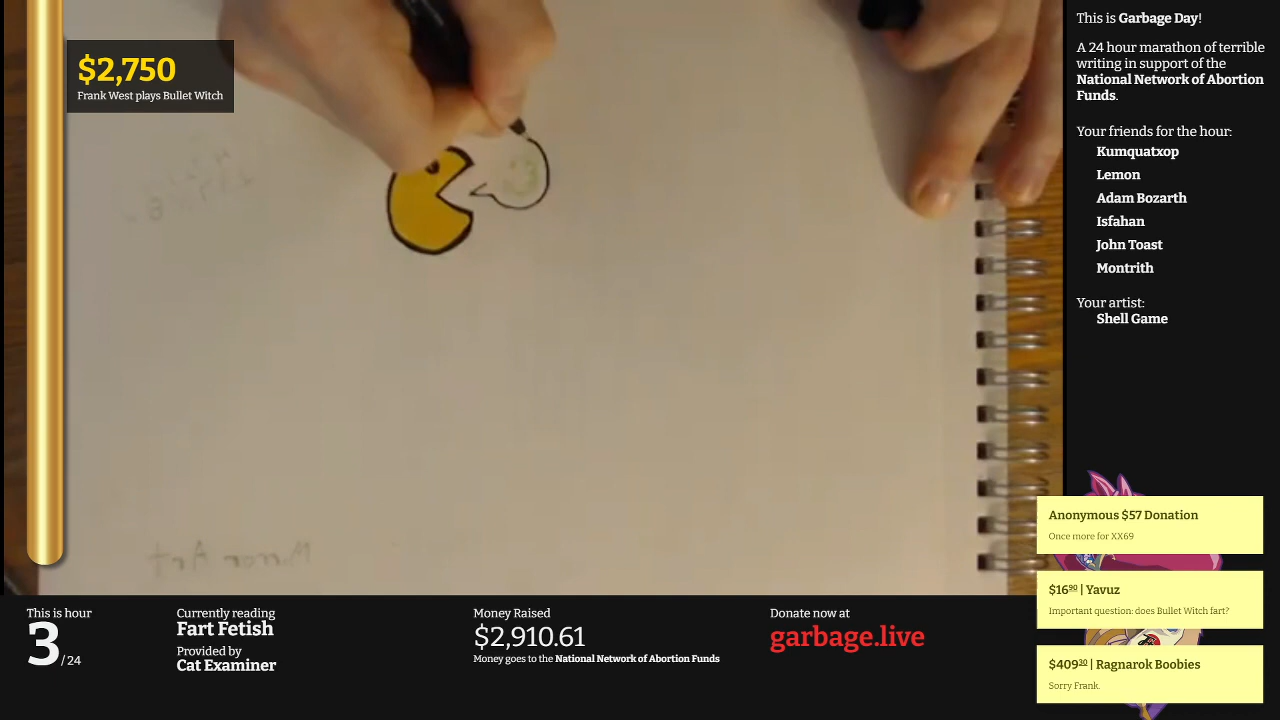 $2,750
Frank West plays Bullet Witch
This is Garbage Day!
A 24 hour marathon of terrible
writing in support of the
National Network of Abortion
Funds.
Your friends for the hour:
Kumquatxop
Lemon
Adam Bozarth
Isfahan
John Toast
Montrith
Your artist:
Shell Game
Anonymous $57 Donation
Once more for XX69
$16.90 | Yavuz
Important question: does Bullet Witch fart?
$409.30 | Ragnarok Boobies
Sorry Frank.
This is hour
3/24
Currently reading
Fart Fetish
Provided by
Cat Examiner
Money Raised
$2,910.61
Money goes to the National Network of Abortion Funds
Donate now at
garbage.live